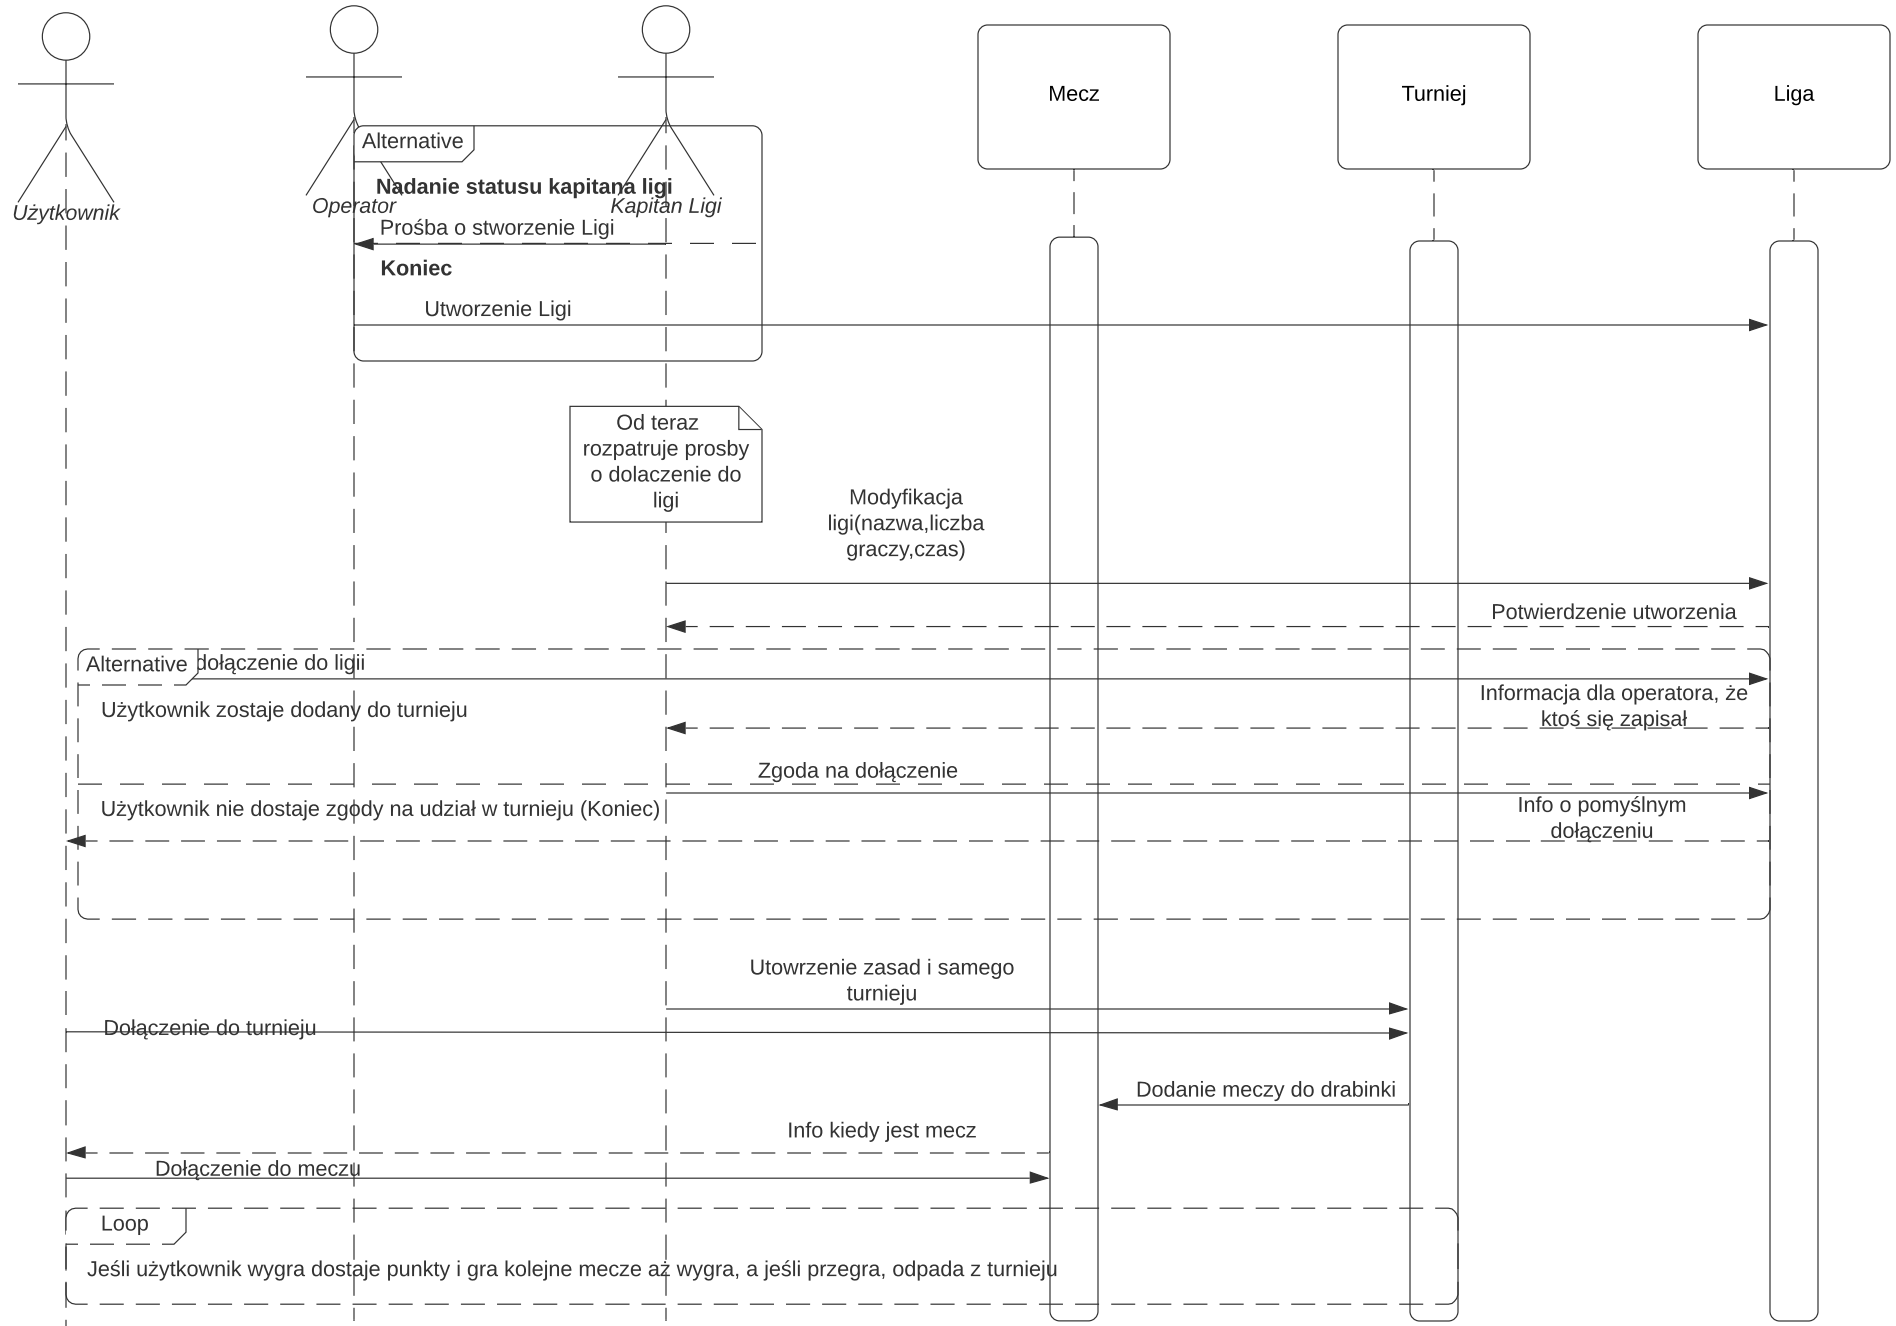 Mecz
Turniej
Liga
Alternative
Nadanie statusu kapitana ligi
Użytkownik
Operator
Kapitan Ligi
Prośba o stworzenie Ligi
Koniec
Utworzenie Ligi
Od teraz
rozpatruje prosby
o dolaczenie do
ligi
Modyfikacja
ligi(nazwa,liczba
graczy,czas)
Potwierdzenie utworzenia
Alternative
dołączenie do ligii
Informacja dla operatora, że
ktoś się zapisał
Użytkownik zostaje dodany do turnieju
Zgoda na dołączenie
Użytkownik nie dostaje zgody na udział w turnieju (Koniec)
Info o pomyślnym
dołączeniu
Utowrzenie zasad i samego
turnieju
Dołączenie do turnieju
Dodanie meczy do drabinki
Info kiedy jest mecz
Dołączenie do meczu
Loop
Jeśli użytkownik wygra dostaje punkty i gra kolejne mecze aż wygra, a jeśli przegra, odpada z turnieju